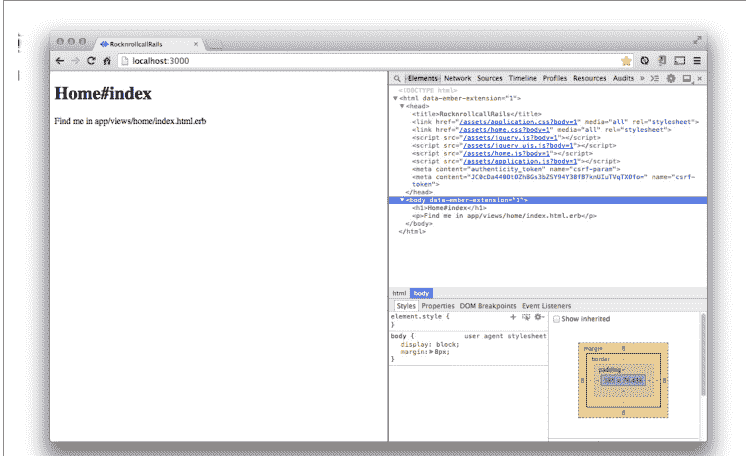 RocknrollcallRails
localhost:3000
Home#index
Find me in app/views/home/index.html.erb
Elements Network Sources Timeline Profiles Resources Audits »
<!DOCTYPE html>
▼<html data-ember-extension="1">
▼<head>
<title>RocknrollcallRails</title>
<link href="/assets/application.css?body=1" media="all" rel="stylesheet">
<link href="/assets/home.css?body=1" media="all" rel="stylesheet">
<script src="/assets/jquery.js?body=1"></script>
<script src="/assets/jquery_ujs.js?body=1"></script>
<script src="/assets/home.js?body=1"></script>
<script src="/assets/application.js?body=1"></script>
<meta content="authenticity_token" name="csrf-param">
name="csrf-
token">
</head>
▼<body data-ember-extension="1">
<h1>Home#index</h1>
<p>Find me in app/views/home/index.html.erb</p>
</body>
</html>
html body
Styles Properties DOM Breakpoints Event Listeners
element.style {
}
body { user agent stylesheet
display: block;
margin:▶8px;
}
Show inherited
margin 8
border
padding
8 8
8